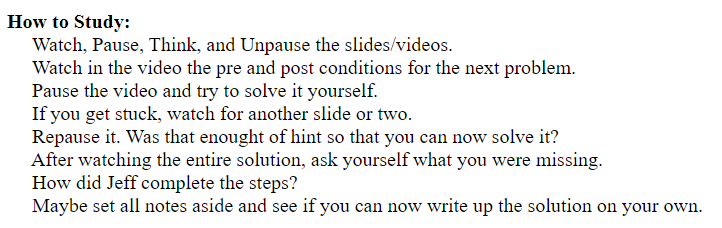 How to Study:
Watch, Pause, Think, and Unpause the slides/videos.
Watch in the video the pre and post conditions for the next problem.
Pause the video and try to solve it yourself.
If you get stuck, watch for another slide or two.
Repause it. Was that enought of hint so that you can now solve it?
After watching the entire solution, ask yourself what you were missing.
How did Jeff complete the steps?
Maybe set all notes aside and see if you can now write up the solution on your own.